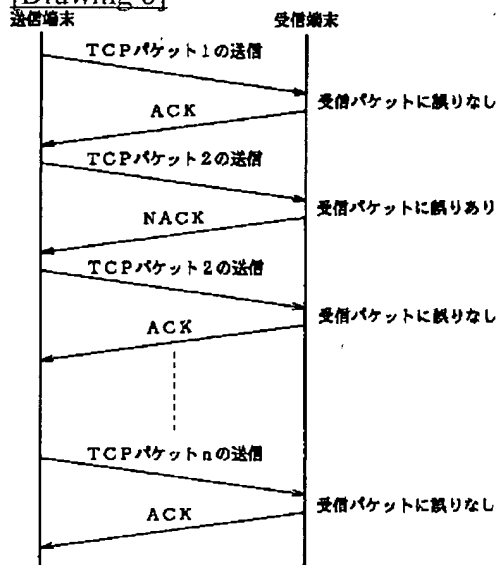 送信端末
受信端末
TCPパケット1の送信
受信パケットに誤りなし
ACK
TCPパケット2の送信
受信パケットに誤りあり
NACK
TCPパケット2の送信
受信パケットに誤りなし
ACK
TCPパケットnの送信
受信パケットに誤りなし
ACK